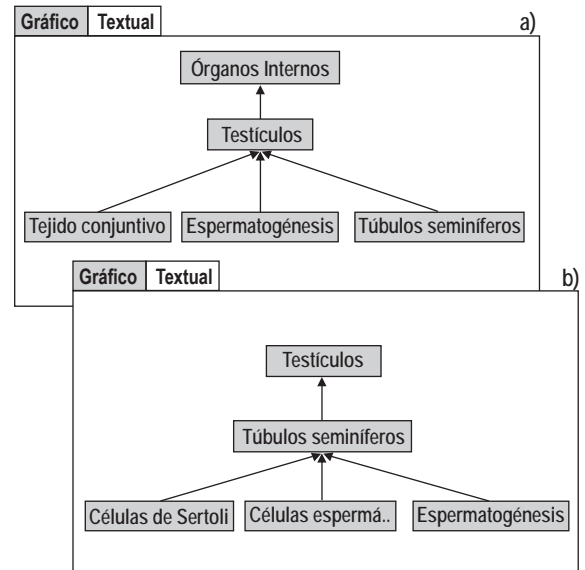 Gráfico Textual a)
Órganos Internos
Testículos
Tejido conjuntivo Espermatogénesis Túbulos seminíferos
Gráfico Textual b)
Testículos
Túbulos seminíferos
Células de Sertoli Células espermá.. Espermatogénesis